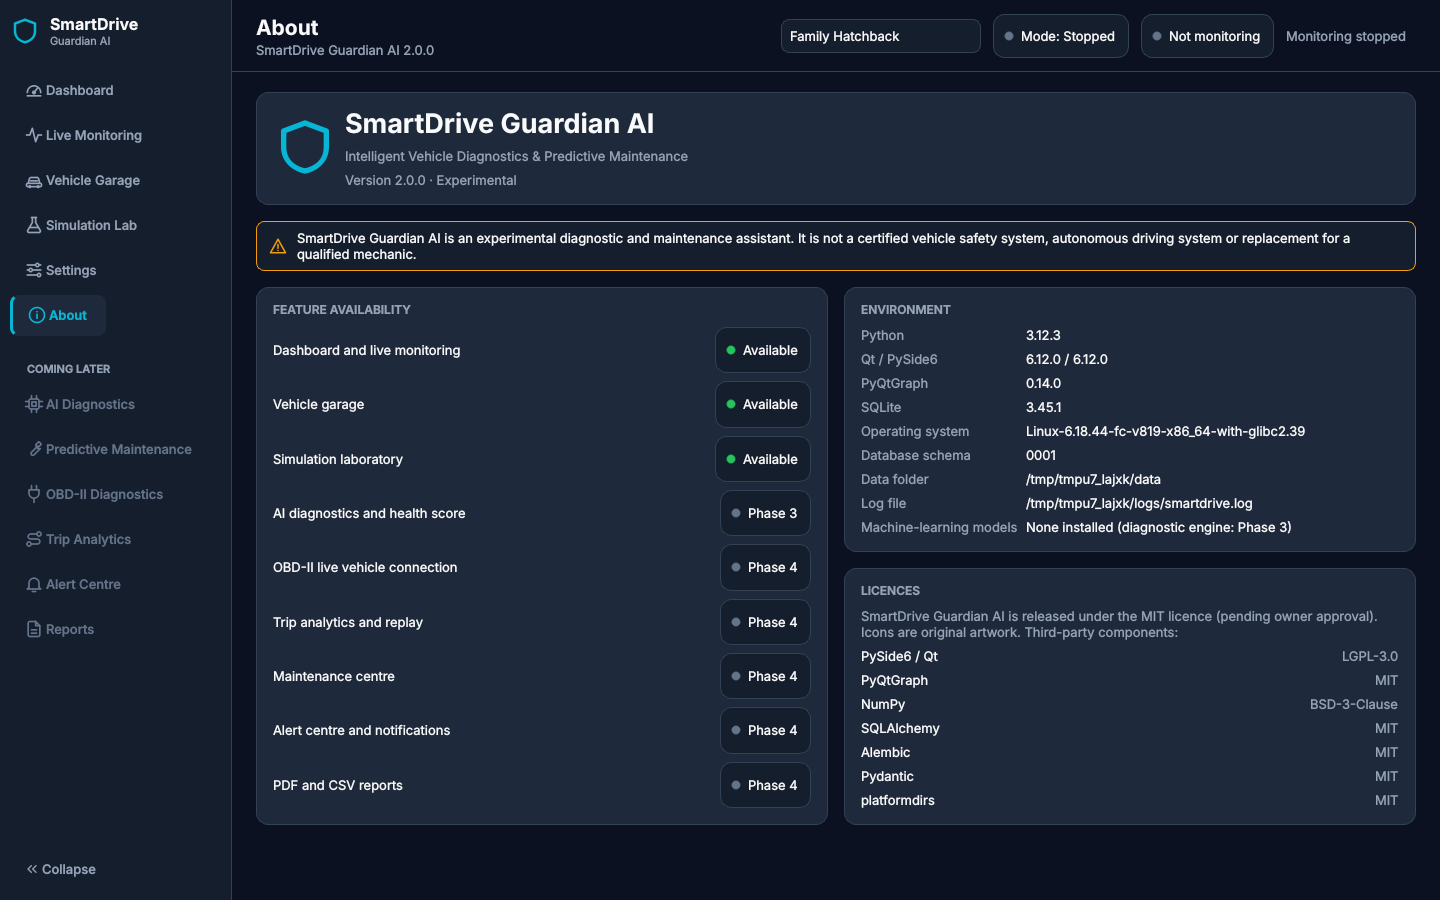 SmartDrive
Guardian AI
Dashboard
Live Monitoring
Vehicle Garage
Simulation Lab
Settings
About
COMING LATER
AI Diagnostics
Predictive Maintenance
OBD-II Diagnostics
Trip Analytics
Alert Centre
Reports
Collapse
About
SmartDrive Guardian AI 2.0.0
Family Hatchback
Mode: Stopped
Not monitoring
Monitoring stopped
SmartDrive Guardian AI
Intelligent Vehicle Diagnostics & Predictive Maintenance
Version 2.0.0 · Experimental
SmartDrive Guardian AI is an experimental diagnostic and maintenance assistant. It is not a certified vehicle safety system, autonomous driving system or replacement for a
qualified mechanic.
FEATURE AVAILABILITY
Dashboard and live monitoring Available
Vehicle garage Available
Simulation laboratory Available
AI diagnostics and health score Phase 3
OBD-II live vehicle connection Phase 4
Trip analytics and replay Phase 4
Maintenance centre Phase 4
Alert centre and notifications Phase 4
PDF and CSV reports Phase 4
ENVIRONMENT
Python 3.12.3
Qt / PySide6 6.12.0 / 6.12.0
PyQtGraph 0.14.0
SQLite 3.45.1
Operating system Linux-6.18.44-fc-v819-x86_64-with-glibc2.39
Database schema 0001
Data folder /tmp/tmpu7_lajxk/data
Log file /tmp/tmpu7_lajxk/logs/smartdrive.log
Machine-learning models None installed (diagnostic engine: Phase 3)
LICENCES
SmartDrive Guardian AI is released under the MIT licence (pending owner approval).
Icons are original artwork. Third-party components:
PySide6 / Qt LGPL-3.0
PyQtGraph MIT
NumPy BSD-3-Clause
SQLAlchemy MIT
Alembic MIT
Pydantic MIT
platformdirs MIT